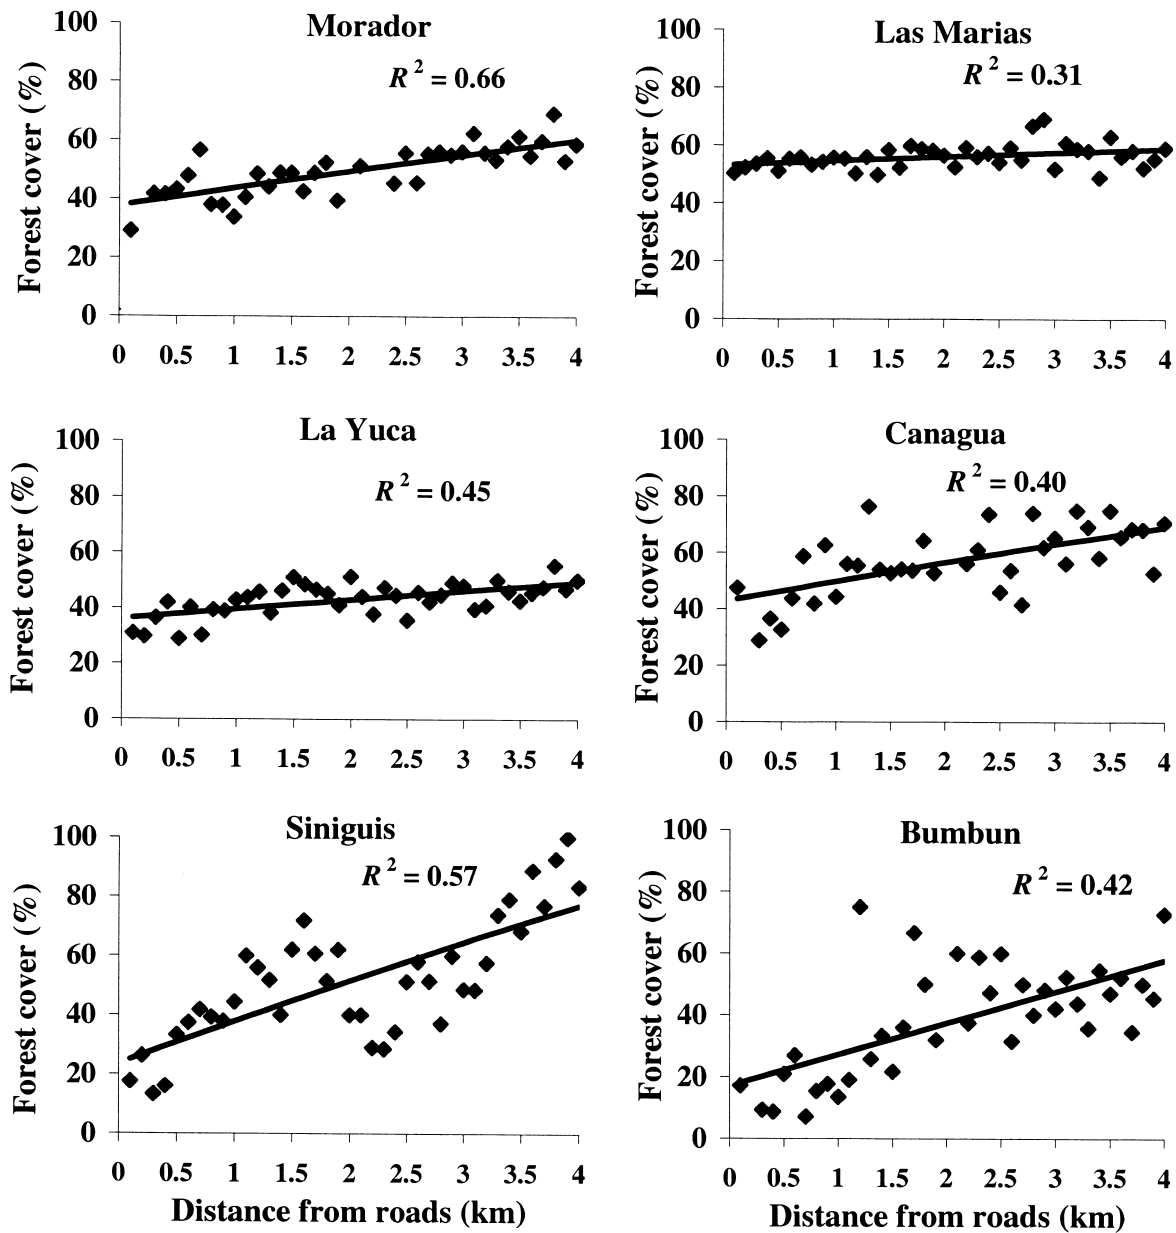 Morador
R² = 0.66
Forest cover (%)
100
80
60
40
20
0
0 0.5 1 1.5 2 2.5 3 3.5 4
Las Marias
R² = 0.31
Forest cover (%)
100
80
60
40
20
0
0 0.5 1 1.5 2 2.5 3 3.5 4
La Yuca
R² = 0.45
Forest cover (%)
100
80
60
40
20
0
0 0.5 1 1.5 2 2.5 3 3.5 4
Canagua
R² = 0.40
Forest cover (%)
100
80
60
40
20
0
0 0.5 1 1.5 2 2.5 3 3.5 4
Siniguis
R² = 0.57
Forest cover (%)
100
80
60
40
20
0
0 0.5 1 1.5 2 2.5 3 3.5 4
Distance from roads (km)
Bumbun
R² = 0.42
Forest cover (%)
100
80
60
40
20
0
0 0.5 1 1.5 2 2.5 3 3.5 4
Distance from roads (km)